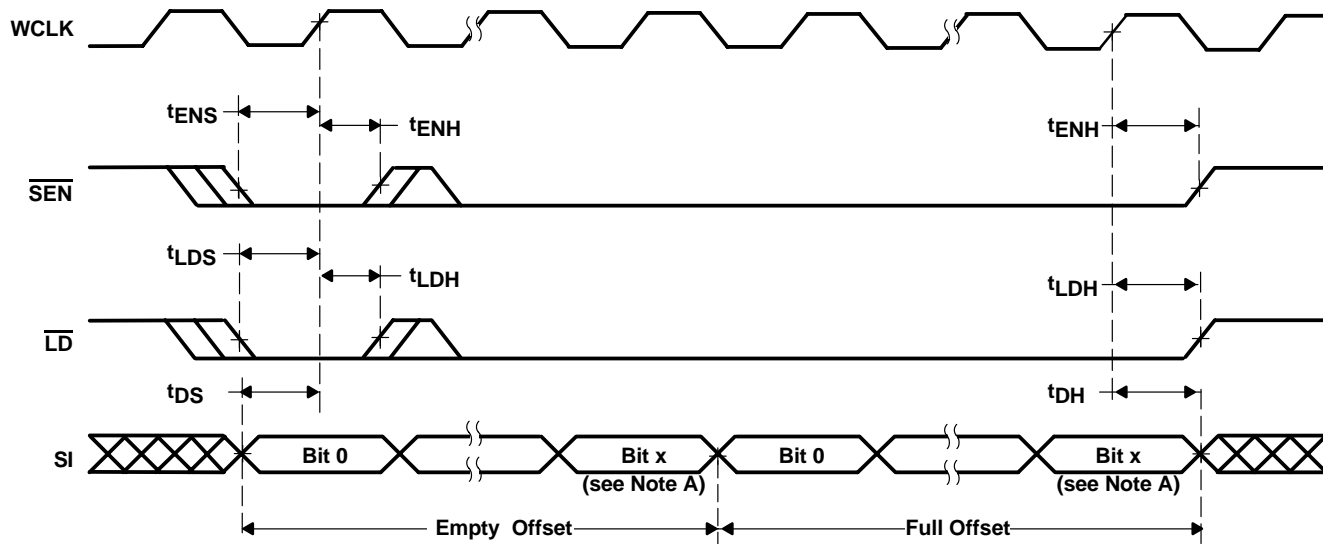 WCLK
tENS
tENH
tENH
SEN
tLDS
tLDH
tLDH
LD
tDS
tDH
SI
Bit 0
Bit x
Bit 0
Bit x
(see Note A)
(see Note A)
Empty Offset
Full Offset